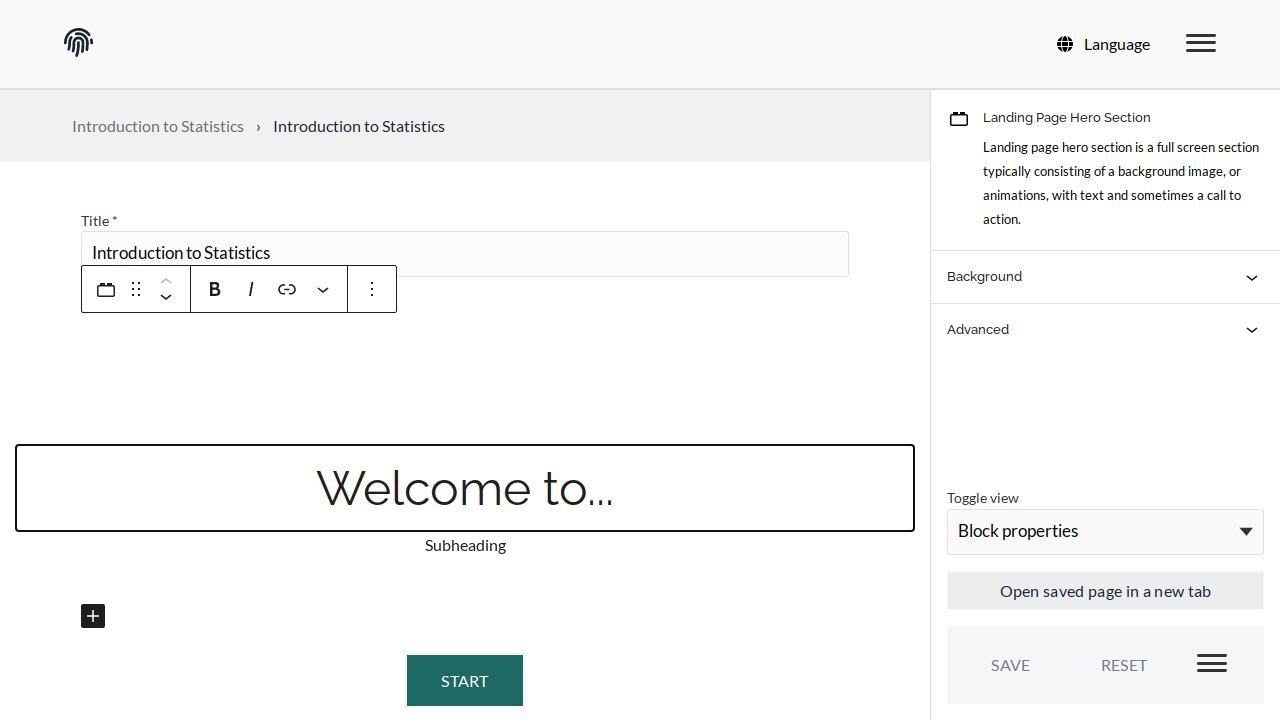 Language
Introduction to Statistics › Introduction to Statistics
Title *
Introduction to Statistics
B I
Welcome to...
Subheading
START
Landing Page Hero Section
Landing page hero section is a full screen section
typically consisting of a background image, or
animations, with text and sometimes a call to
action.
Background
Advanced
Toggle view
Block properties
Open saved page in a new tab
SAVE RESET